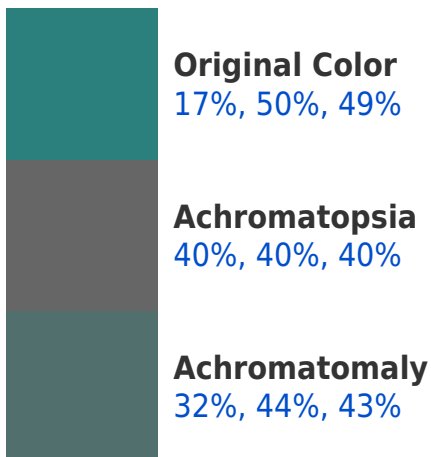 Original Color
17%, 50%, 49%
Achromatopsia
40%, 40%, 40%
Achromatomaly
32%, 44%, 43%